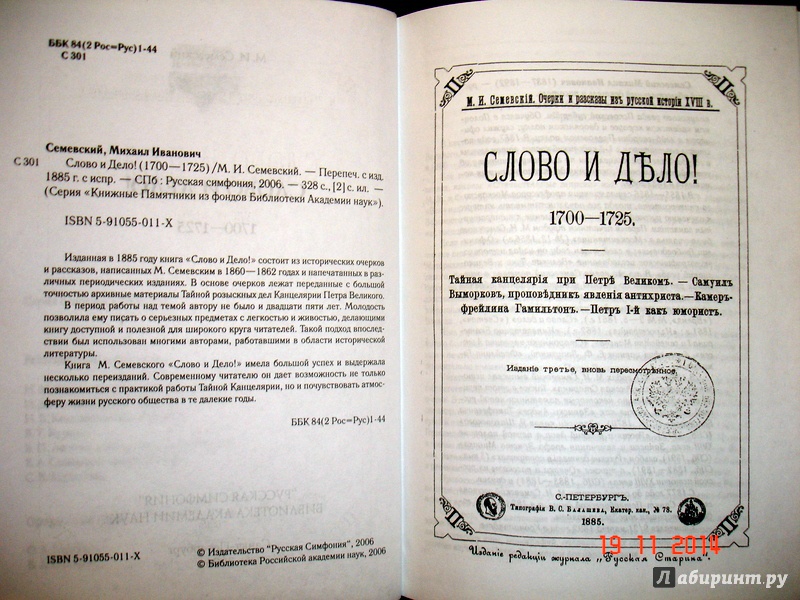 ББК 84(2 Рос=Рус)1-44
С 301
Семевский, Михаил Иванович
С 301
Слово и Дело! (1700—1725) /М. И. Семевский. — Перепеч. с изд.
1885 г. с испр. — СПб : Русская симфония, 2006. — 328 с., [2] с. ил. —
(Серия «Книжные Памятники из фондов Библиотеки Академии наук»).
ISBN 5-91055-011-X
Изданная в 1885 году книга «Слово и Дело!» состоит из исторических очерков
и рассказов, написанных М. Семевским в 1860—1862 годах и напечатанных в раз-
личных периодических изданиях. В основе очерков лежат переданные с большой
точностью архивные материалы Тайной розыскных дел Канцелярии Петра Великого.
В период работы над темой автору не было и двадцати пяти лет. Молодость
позволила ему писать о серьезных предметах с легкостью и живостью, делающими
книгу доступной и полезной для широкого круга читателей. Такой подход впослед-
ствии был использован многими авторами, работавшими в области исторической
литературы.
Книга М. Семевского «Слово и Дело!» имела большой успех и выдержала
несколько переизданий. Современному читателю он дает возможность не только
познакомиться с практикой работы Тайной Канцелярии, но и почувствовать атмос-
феру жизни русского общества в те далекие годы.
ББК 84(2 Рос=Рус)1-44
ISBN 5-91055-011-X
© Издательство "Русская Симфония", 2006
© Библиотека Российской академии наук, 2006
М. И. Семевскій. Очерки и разсказы изъ русской исторіи XVIII в.
СЛОВО И ДѢЛО!
1700—1725.
Тайная канцелярія при Петрѣ Великомъ. — Самуилъ
Выморковъ, проповѣдникъ явленія антихриста.—Камеръ-
фрейлина Гамильтонъ.—Петръ I-й какъ юмористъ.
Изданіе третье, вновь пересмотрѣнное.
С.-ПЕТЕРБУРГЪ.
Типографія В. С. Балашева, Екатер. кан., № 78.
1885.
19 11 2014
Изданіе редакціи журнала „Русская Старина".
Лабиринт.ру